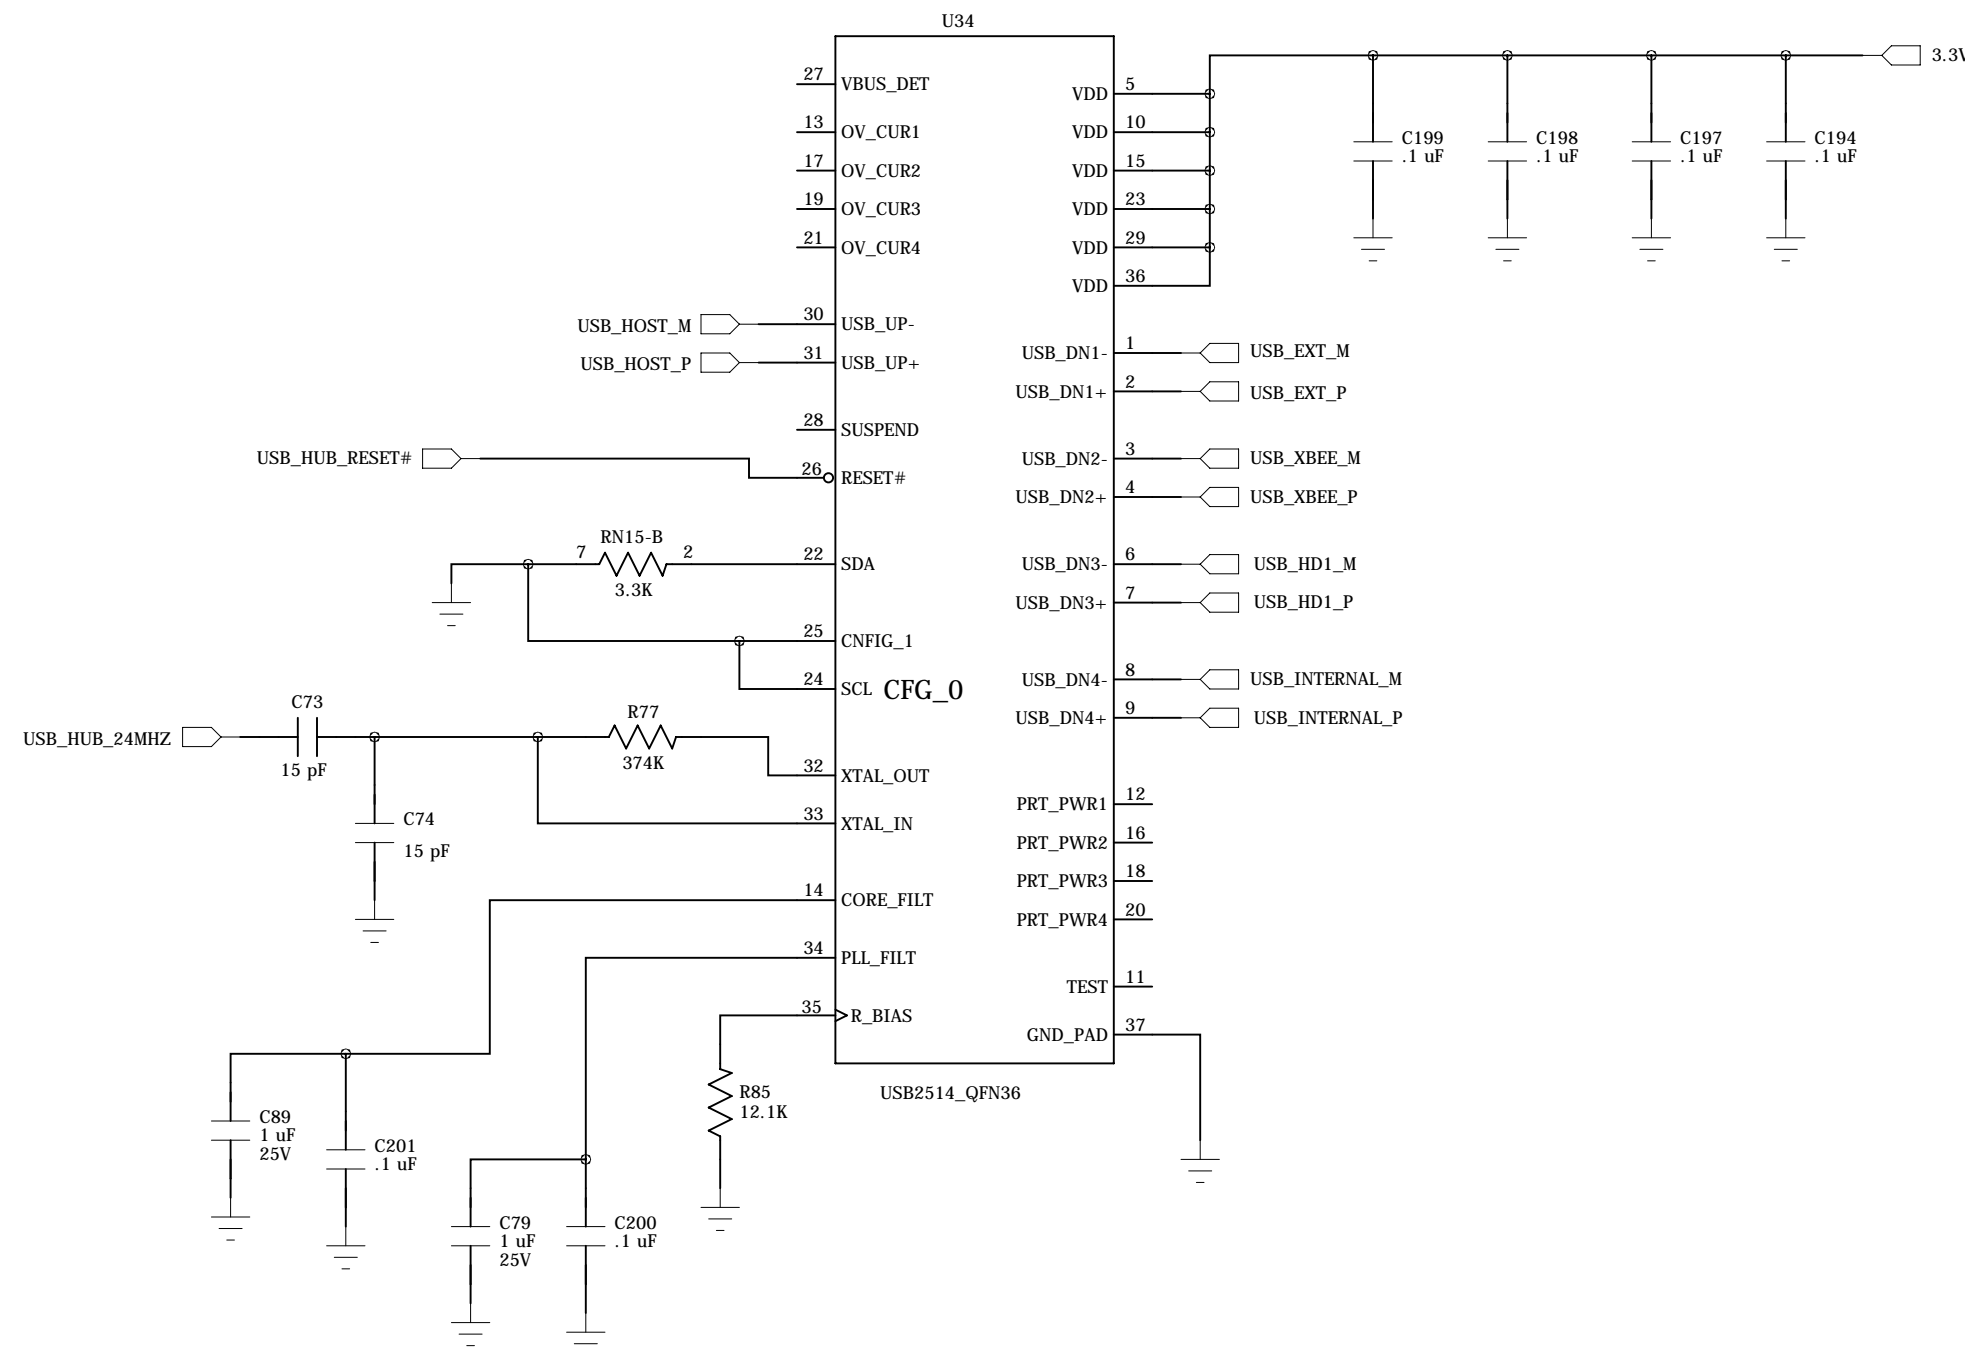 U34
27 VBUS_DET
13 OV_CUR1
17 OV_CUR2
19 OV_CUR3
21 OV_CUR4
USB_HOST_M 30 USB_UP-
USB_HOST_P 31 USB_UP+
28 SUSPEND
USB_HUB_RESET# 26 RESET#
RN15-B
7 2 22 SDA
3.3K
25 CNFIG_1
24 SCL CFG_0
C73
R77
USB_HUB_24MHZ
15 pF
374K
32 XTAL_OUT
C74
15 pF
33 XTAL_IN
14 CORE_FILT
34 PLL_FILT
35 R_BIAS
R85
12.1K
C89
1 uF
25V
C201
.1 uF
C79
1 uF
25V
C200
.1 uF
VDD 5
VDD 10
VDD 15
VDD 23
VDD 29
VDD 36
3.3V
C199
.1 uF
C198
.1 uF
C197
.1 uF
C194
.1 uF
USB_DN1- 1 USB_EXT_M
USB_DN1+ 2 USB_EXT_P
USB_DN2- 3 USB_XBEE_M
USB_DN2+ 4 USB_XBEE_P
USB_DN3- 6 USB_HD1_M
USB_DN3+ 7 USB_HD1_P
USB_DN4- 8 USB_INTERNAL_M
USB_DN4+ 9 USB_INTERNAL_P
PRT_PWR1 12
PRT_PWR2 16
PRT_PWR3 18
PRT_PWR4 20
TEST 11
GND_PAD 37
USB2514_QFN36